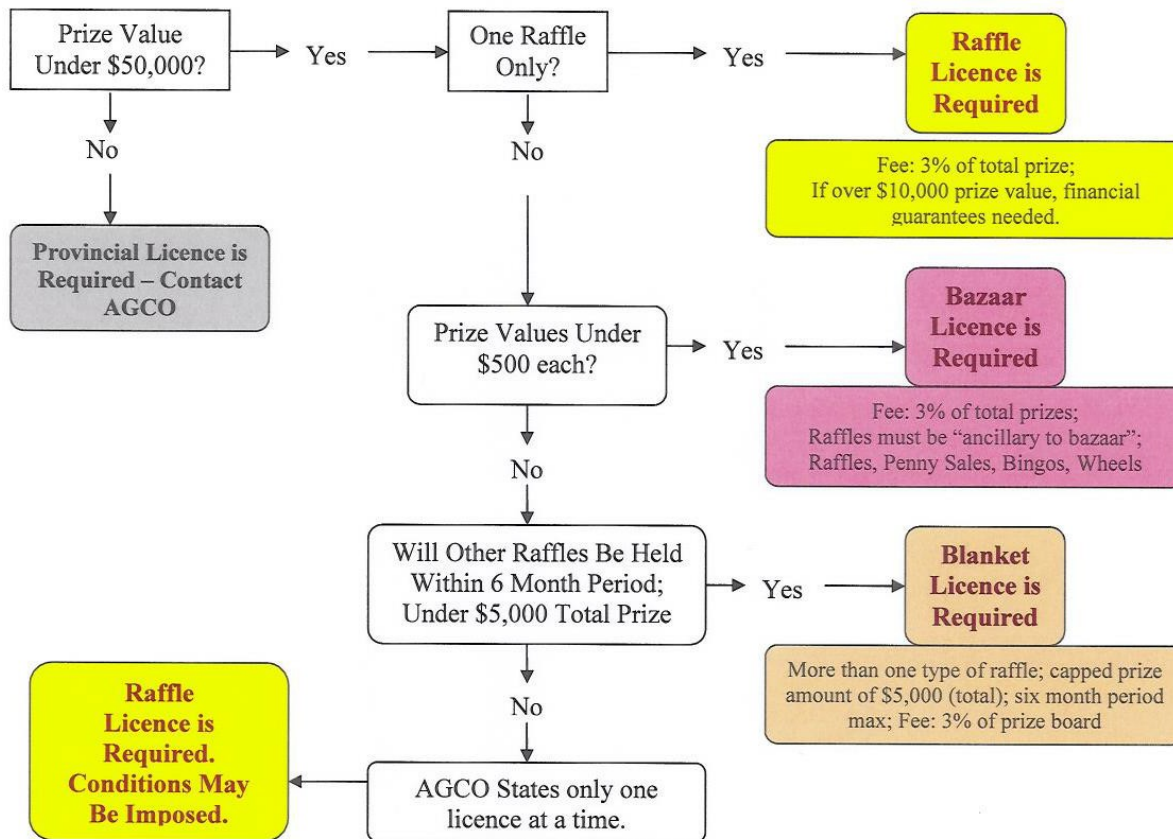 Prize Value
Under $50,000?
Yes
One Raffle
Only?
Yes
Raffle
Licence is
Required
Fee: 3% of total prize;
If over $10,000 prize value, financial
guarantees needed.
No
No
Provincial Licence is
Required – Contact
AGCO
Prize Values Under
$500 each?
Yes
Bazaar
Licence is
Required
Fee: 3% of total prizes;
Raffles must be “ancillary to bazaar”;
Raffles, Penny Sales, Bingos, Wheels
No
Will Other Raffles Be Held
Within 6 Month Period;
Under $5,000 Total Prize
Yes
Blanket
Licence is
Required
More than one type of raffle; capped prize
amount of $5,000 (total); six month period
max; Fee: 3% of prize board
No
AGCO States only one
licence at a time.
Raffle
Licence is
Required.
Conditions May
Be Imposed.